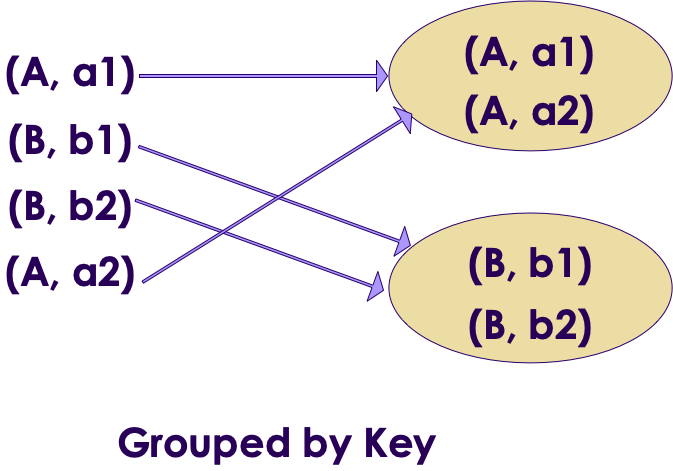 (A, a1)
(B, b1)
(B, b2)
(A, a2)
(A, a1)
(A, a2)
(B, b1)
(B, b2)
Grouped by Key